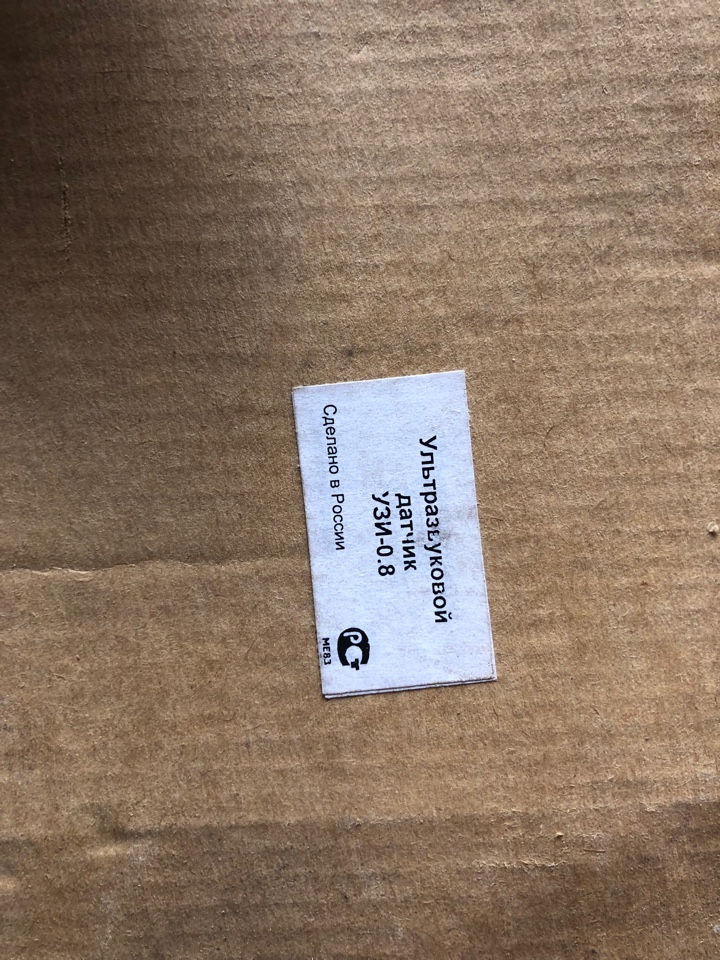 Ультразвуковой
датчик
УЗИ-0.8
Сделано в России
РСТ
МЕ83